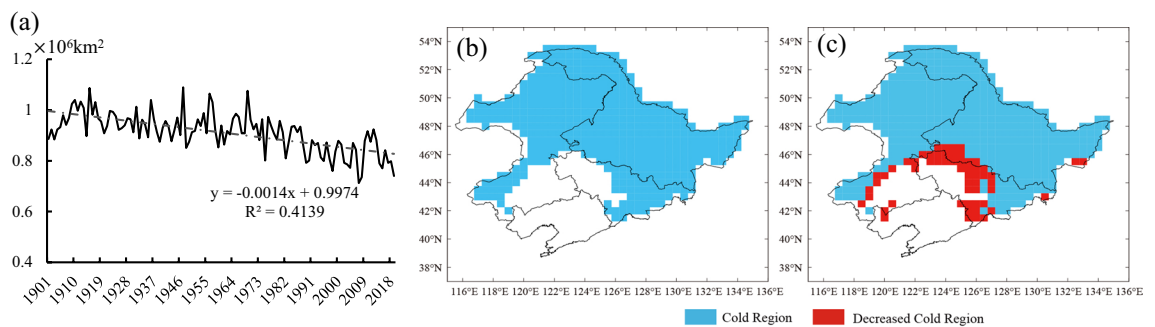 (a)
×10⁶km²
1.2
1
0.8
0.6
0.4
y = -0.0014x + 0.9974
R² = 0.4139
1901 1910 1919 1928 1937 1946 1955 1964 1973 1982 1991 2000 2009 2018
(b)
54°N
52°N
50°N
48°N
46°N
44°N
42°N
40°N
38°N
116°E 118°E 120°E 122°E 124°E 126°E 128°E 130°E 132°E 134°E 136°E
(c)
54°N
52°N
50°N
48°N
46°N
44°N
42°N
40°N
38°N
116°E 118°E 120°E 122°E 124°E 126°E 128°E 130°E 132°E 134°E 136°E
Cold Region
Decreased Cold Region